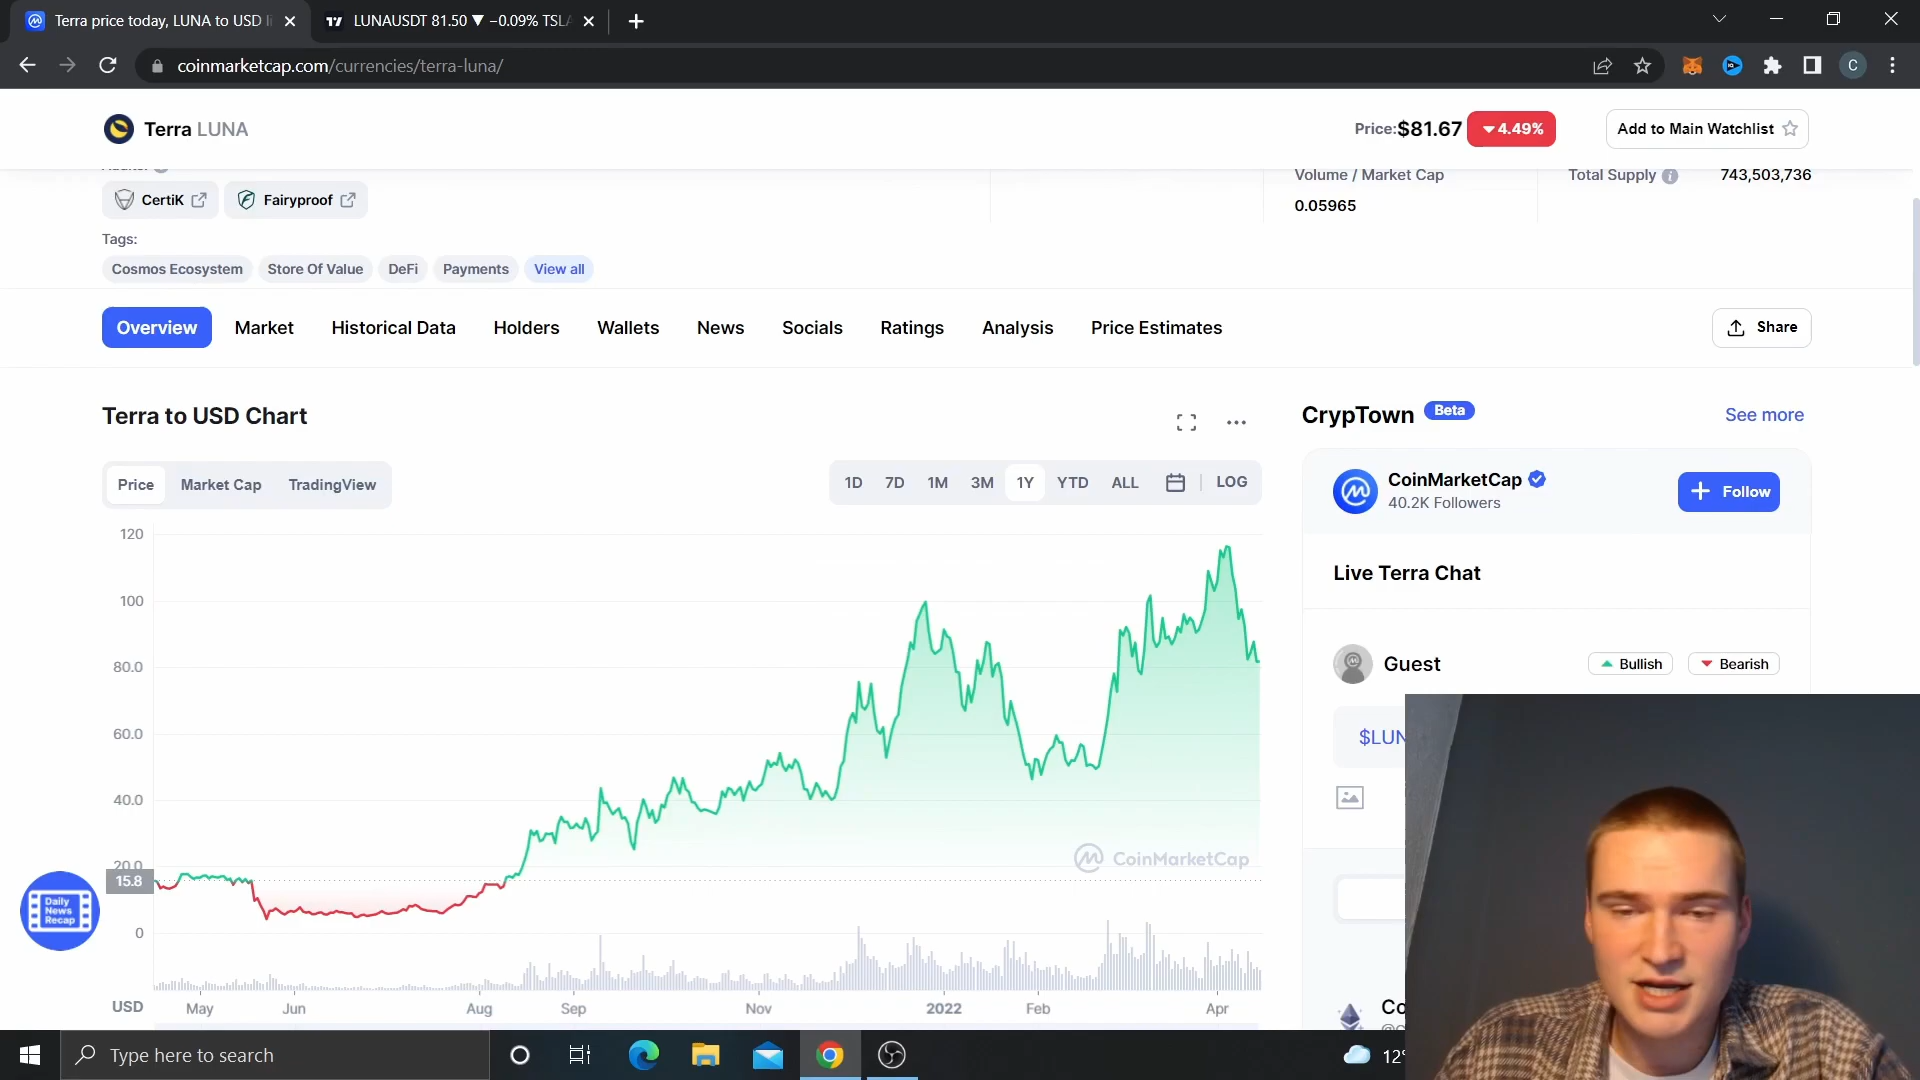 Terra price today, LUNA to USD li
LUNAUSDT 81.50 ▼ −0.09% TSLA
coinmarketcap.com/currencies/terra-luna/
C
Terra LUNA
Price:$81.67
4.49%
Add to Main Watchlist
CertiK
Fairyproof
Volume / Market Cap
0.05965
Total Supply
743,503,736
Tags:
Cosmos Ecosystem
Store Of Value
DeFi
Payments
View all
Overview
Market
Historical Data
Holders
Wallets
News
Socials
Ratings
Analysis
Price Estimates
Share
Terra to USD Chart
Price
Market Cap
TradingView
1D
7D
1M
3M
1Y
YTD
ALL
LOG
120
100
80.0
60.0
40.0
20.0
15.8
0
USD
May
Jun
Aug
Sep
Nov
2022
Feb
Apr
CoinMarketCap
Daily
News
Recap
CrypTown
Beta
See more
CoinMarketCap
40.2K Followers
Follow
Live Terra Chat
Guest
Bullish
Bearish
$LUN
Co
Type here to search
12°